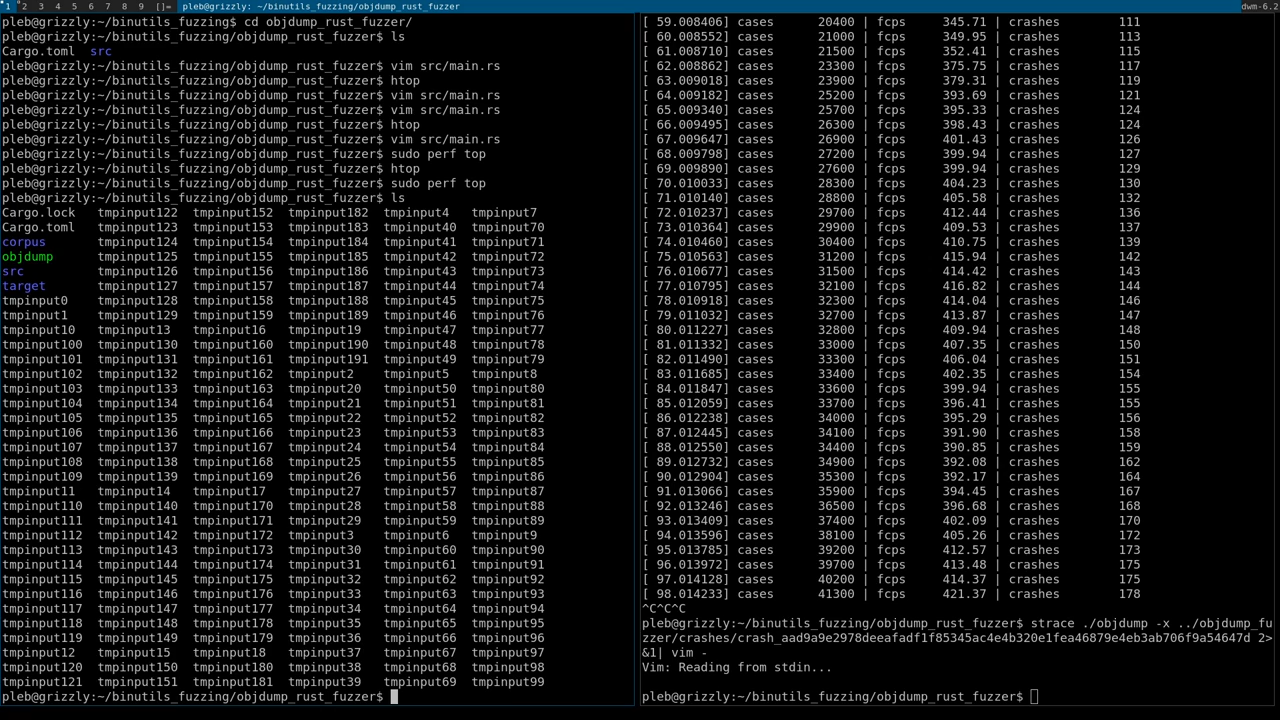 1 2 3 4 5 6 7 8 9 []= pleb@grizzly: ~/binutils_fuzzing/objdump_rust_fuzzer dwm-6.2
pleb@grizzly:~/binutils_fuzzing$ cd objdump_rust_fuzzer/
pleb@grizzly:~/binutils_fuzzing/objdump_rust_fuzzer$ ls
Cargo.toml src
pleb@grizzly:~/binutils_fuzzing/objdump_rust_fuzzer$ vim src/main.rs
pleb@grizzly:~/binutils_fuzzing/objdump_rust_fuzzer$ htop
pleb@grizzly:~/binutils_fuzzing/objdump_rust_fuzzer$ vim src/main.rs
pleb@grizzly:~/binutils_fuzzing/objdump_rust_fuzzer$ vim src/main.rs
pleb@grizzly:~/binutils_fuzzing/objdump_rust_fuzzer$ htop
pleb@grizzly:~/binutils_fuzzing/objdump_rust_fuzzer$ vim src/main.rs
pleb@grizzly:~/binutils_fuzzing/objdump_rust_fuzzer$ sudo perf top
pleb@grizzly:~/binutils_fuzzing/objdump_rust_fuzzer$ htop
pleb@grizzly:~/binutils_fuzzing/objdump_rust_fuzzer$ sudo perf top
pleb@grizzly:~/binutils_fuzzing/objdump_rust_fuzzer$ ls
Cargo.lock tmpinput122 tmpinput152 tmpinput182 tmpinput4 tmpinput7
Cargo.toml tmpinput123 tmpinput153 tmpinput183 tmpinput40 tmpinput70
corpus tmpinput124 tmpinput154 tmpinput184 tmpinput41 tmpinput71
objdump tmpinput125 tmpinput155 tmpinput185 tmpinput42 tmpinput72
src tmpinput126 tmpinput156 tmpinput186 tmpinput43 tmpinput73
target tmpinput127 tmpinput157 tmpinput187 tmpinput44 tmpinput74
tmpinput0 tmpinput128 tmpinput158 tmpinput188 tmpinput45 tmpinput75
tmpinput1 tmpinput129 tmpinput159 tmpinput189 tmpinput46 tmpinput76
tmpinput10 tmpinput13 tmpinput16 tmpinput19 tmpinput47 tmpinput77
tmpinput100 tmpinput130 tmpinput160 tmpinput190 tmpinput48 tmpinput78
tmpinput101 tmpinput131 tmpinput161 tmpinput191 tmpinput49 tmpinput79
tmpinput102 tmpinput132 tmpinput162 tmpinput2 tmpinput5 tmpinput8
tmpinput103 tmpinput133 tmpinput163 tmpinput20 tmpinput50 tmpinput80
tmpinput104 tmpinput134 tmpinput164 tmpinput21 tmpinput51 tmpinput81
tmpinput105 tmpinput135 tmpinput165 tmpinput22 tmpinput52 tmpinput82
tmpinput106 tmpinput136 tmpinput166 tmpinput23 tmpinput53 tmpinput83
tmpinput107 tmpinput137 tmpinput167 tmpinput24 tmpinput54 tmpinput84
tmpinput108 tmpinput138 tmpinput168 tmpinput25 tmpinput55 tmpinput85
tmpinput109 tmpinput139 tmpinput169 tmpinput26 tmpinput56 tmpinput86
tmpinput11 tmpinput14 tmpinput17 tmpinput27 tmpinput57 tmpinput87
tmpinput110 tmpinput140 tmpinput170 tmpinput28 tmpinput58 tmpinput88
tmpinput111 tmpinput141 tmpinput171 tmpinput29 tmpinput59 tmpinput89
tmpinput112 tmpinput142 tmpinput172 tmpinput3 tmpinput6 tmpinput9
tmpinput113 tmpinput143 tmpinput173 tmpinput30 tmpinput60 tmpinput90
tmpinput114 tmpinput144 tmpinput174 tmpinput31 tmpinput61 tmpinput91
tmpinput115 tmpinput145 tmpinput175 tmpinput32 tmpinput62 tmpinput92
tmpinput116 tmpinput146 tmpinput176 tmpinput33 tmpinput63 tmpinput93
tmpinput117 tmpinput147 tmpinput177 tmpinput34 tmpinput64 tmpinput94
tmpinput118 tmpinput148 tmpinput178 tmpinput35 tmpinput65 tmpinput95
tmpinput119 tmpinput149 tmpinput179 tmpinput36 tmpinput66 tmpinput96
tmpinput12 tmpinput15 tmpinput18 tmpinput37 tmpinput67 tmpinput97
tmpinput120 tmpinput150 tmpinput180 tmpinput38 tmpinput68 tmpinput98
tmpinput121 tmpinput151 tmpinput181 tmpinput39 tmpinput69 tmpinput99
pleb@grizzly:~/binutils_fuzzing/objdump_rust_fuzzer$
[ 59.008406] cases 20400 | fcps 345.71 | crashes 111
[ 60.008552] cases 21000 | fcps 349.95 | crashes 113
[ 61.008710] cases 21500 | fcps 352.41 | crashes 115
[ 62.008862] cases 23300 | fcps 375.75 | crashes 117
[ 63.009018] cases 23900 | fcps 379.31 | crashes 119
[ 64.009182] cases 25200 | fcps 393.69 | crashes 121
[ 65.009340] cases 25700 | fcps 395.33 | crashes 124
[ 66.009495] cases 26300 | fcps 398.43 | crashes 124
[ 67.009647] cases 26900 | fcps 401.43 | crashes 126
[ 68.009798] cases 27200 | fcps 399.94 | crashes 127
[ 69.009890] cases 27600 | fcps 399.94 | crashes 129
[ 70.010033] cases 28300 | fcps 404.23 | crashes 130
[ 71.010140] cases 28800 | fcps 405.58 | crashes 132
[ 72.010237] cases 29700 | fcps 412.44 | crashes 136
[ 73.010364] cases 29900 | fcps 409.53 | crashes 137
[ 74.010460] cases 30400 | fcps 410.75 | crashes 139
[ 75.010563] cases 31200 | fcps 415.94 | crashes 142
[ 76.010677] cases 31500 | fcps 414.42 | crashes 143
[ 77.010795] cases 32100 | fcps 416.82 | crashes 144
[ 78.010918] cases 32300 | fcps 414.04 | crashes 146
[ 79.011032] cases 32700 | fcps 413.87 | crashes 147
[ 80.011227] cases 32800 | fcps 409.94 | crashes 148
[ 81.011332] cases 33000 | fcps 407.35 | crashes 150
[ 82.011490] cases 33300 | fcps 406.04 | crashes 151
[ 83.011685] cases 33400 | fcps 402.35 | crashes 154
[ 84.011847] cases 33600 | fcps 399.94 | crashes 155
[ 85.012059] cases 33700 | fcps 396.41 | crashes 155
[ 86.012238] cases 34000 | fcps 395.29 | crashes 156
[ 87.012445] cases 34100 | fcps 391.90 | crashes 158
[ 88.012550] cases 34400 | fcps 390.85 | crashes 159
[ 89.012732] cases 34900 | fcps 392.08 | crashes 162
[ 90.012904] cases 35300 | fcps 392.17 | crashes 164
[ 91.013066] cases 35900 | fcps 394.45 | crashes 167
[ 92.013246] cases 36500 | fcps 396.68 | crashes 168
[ 93.013409] cases 37400 | fcps 402.09 | crashes 170
[ 94.013596] cases 38100 | fcps 405.26 | crashes 172
[ 95.013785] cases 39200 | fcps 412.57 | crashes 173
[ 96.013972] cases 39700 | fcps 413.48 | crashes 175
[ 97.014128] cases 40200 | fcps 414.37 | crashes 175
[ 98.014233] cases 41300 | fcps 421.37 | crashes 178
^C^C^C
pleb@grizzly:~/binutils_fuzzing/objdump_rust_fuzzer$ strace ./objdump -x ../objdump_fu
zzer/crashes/crash_aad9a9e2978deeafadf1f85345ac4e4b320e1fea46879e4eb3ab706f9a54647d 2>
&1| vim -
Vim: Reading from stdin...
pleb@grizzly:~/binutils_fuzzing/objdump_rust_fuzzer$